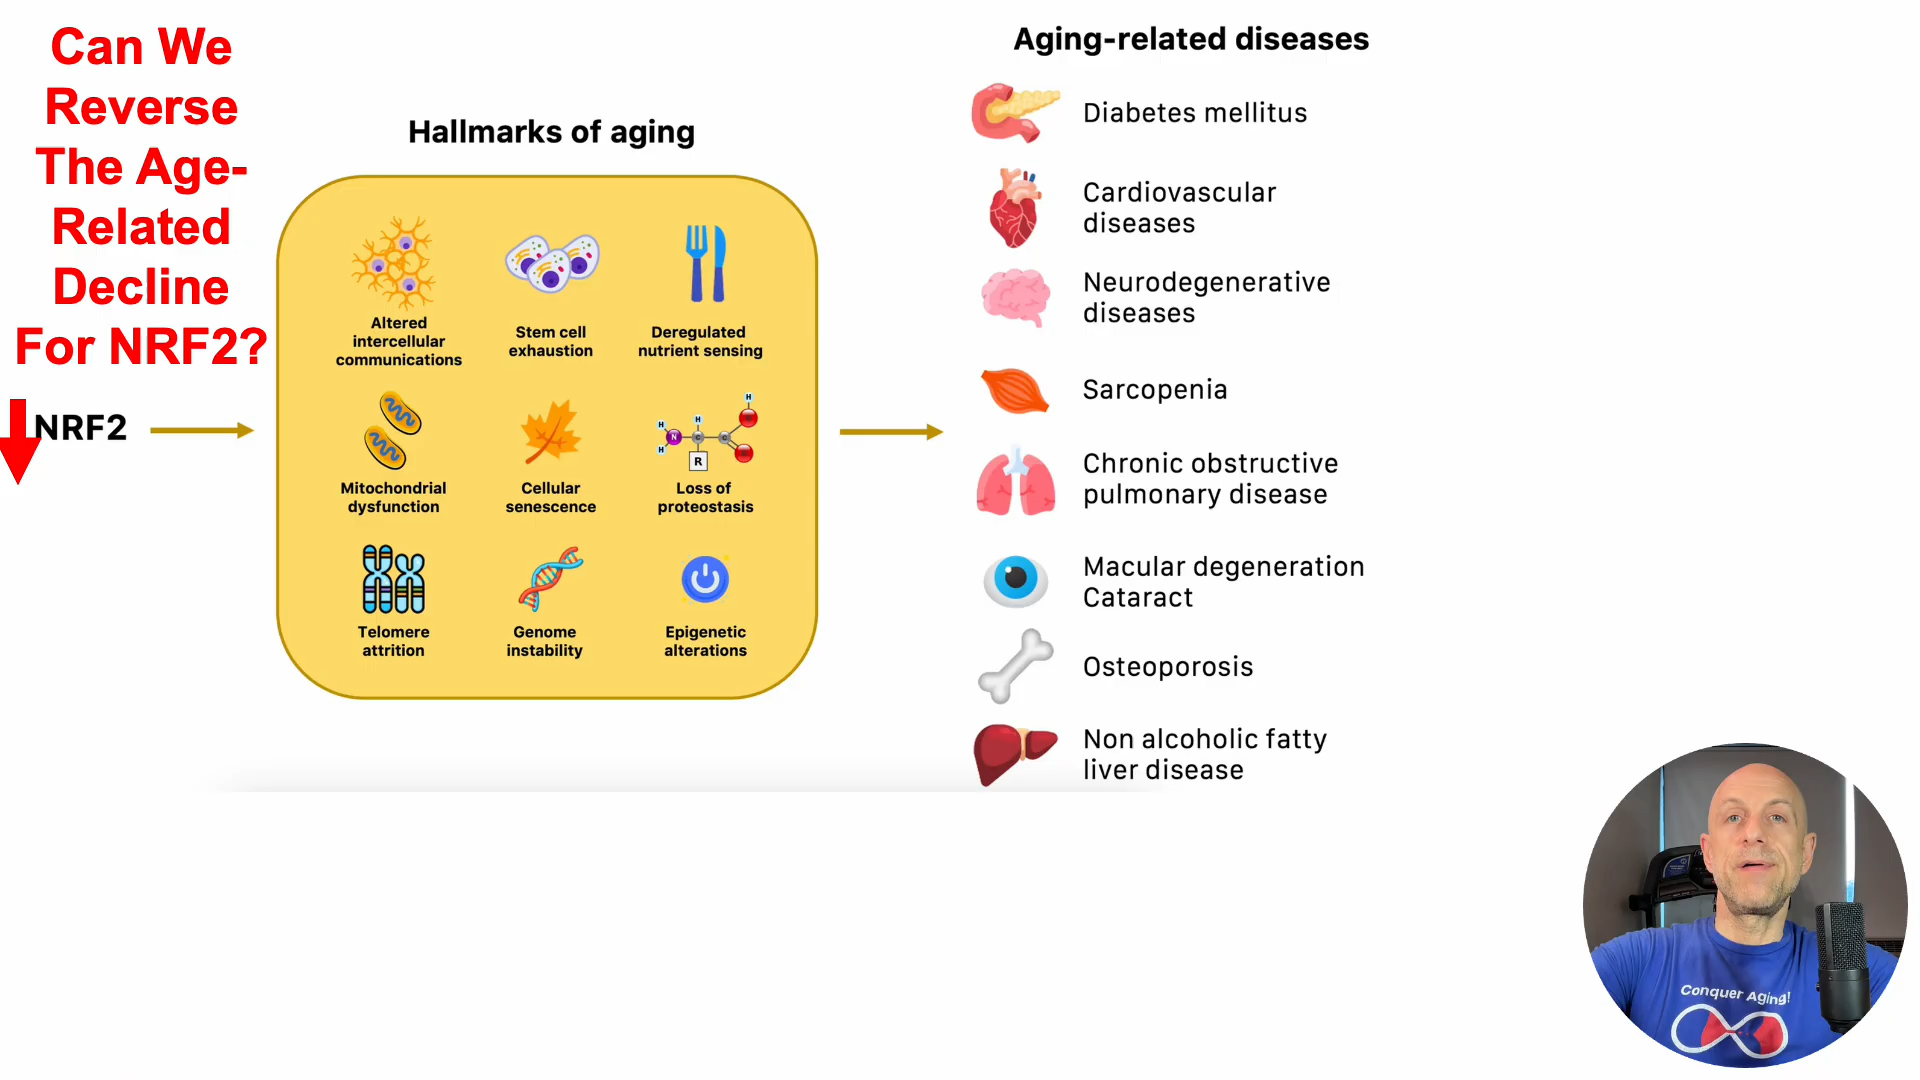 Can We
Reverse
The Age-
Related
Decline
For NRF2?
NRF2
Hallmarks of aging
Altered
intercellular
communications
Stem cell
exhaustion
Deregulated
nutrient sensing
Mitochondrial
dysfunction
Cellular
senescence
H
H
N
H
C
C
H
R
Loss of
proteostasis
Telomere
attrition
Genome
instability
Epigenetic
alterations
Aging-related diseases
Diabetes mellitus
Cardiovascular
diseases
Neurodegenerative
diseases
Sarcopenia
Chronic obstructive
pulmonary disease
Macular degeneration
Cataract
Osteoporosis
Non alcoholic fatty
liver disease
Conquer Aging!